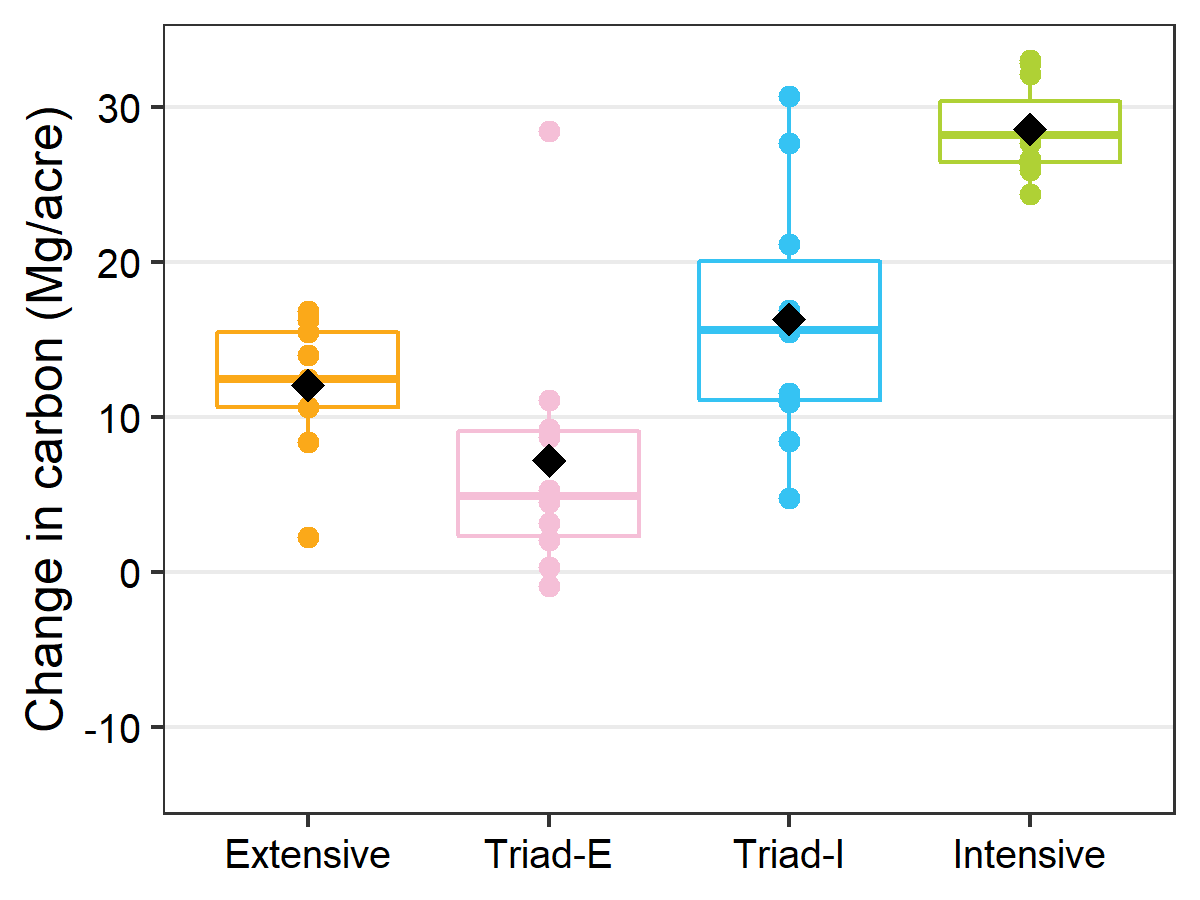 Change in carbon (Mg/acre)
30
20
10
0
-10
Extensive
Triad-E
Triad-I
Intensive